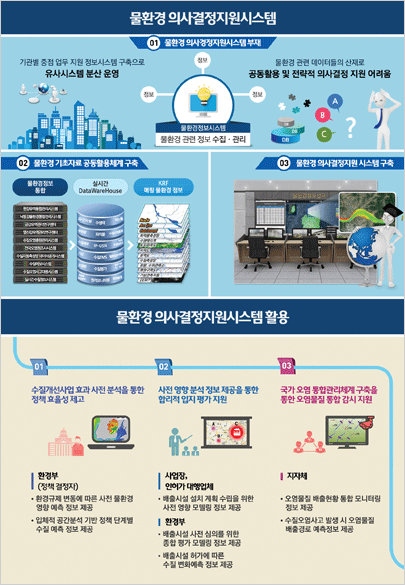 물환경 의사결정지원시스템
01 물환경 의사결정지원시스템 부재
기관별 중점 업무 지원 정보시스템 구축으로
유사시스템 분산 운영
정보
정보
정보
물환경정보시스템
물환경 관련 정보 수집·관리
물환경 관련 데이터들의 산재로
공동활용 및 전략적 의사결정 지원 어려움
A
B
C
DB
DB
?
02 물환경 기초자료 공동활용체계 구축
물환경정보
통합
실시간
DataWareHouse
KRF
매핑 물환경 정보
03 물환경 의사결정지원 시스템 구축
물환경 의사결정지원시스템 활용
01
수질개선사업 효과 사전 분석을 통한
정책 효율성 제고
환경부
(정책 결정자)
• 환경규제 변동에 따른 사전 물환경
영향 예측 정보 제공
• 입체적 공간분석 기반 정책 단계별
수질 예측 정보 제공
02
사전 영향 분석 정보 제공을 통한
합리적 입지 평가 지원
사업장,
인허가 대행업체
• 배출시설 설치 계획 수립을 위한
사전 영향 모델링 정보 제공
환경부
• 배출시설 사전 심의를 위한
종합 평가 모델링 정보 제공
• 배출시설 허가에 따른
수질 변화예측 정보 제공
03
국가 오염 통합관리체계 구축을
통한 오염물질 통합 감시 지원
지자체
• 오염물질 배출현황 통합 모니터링
정보 제공
• 수질오염사고 발생 시 오염물질
배출경로 예측정보 제공